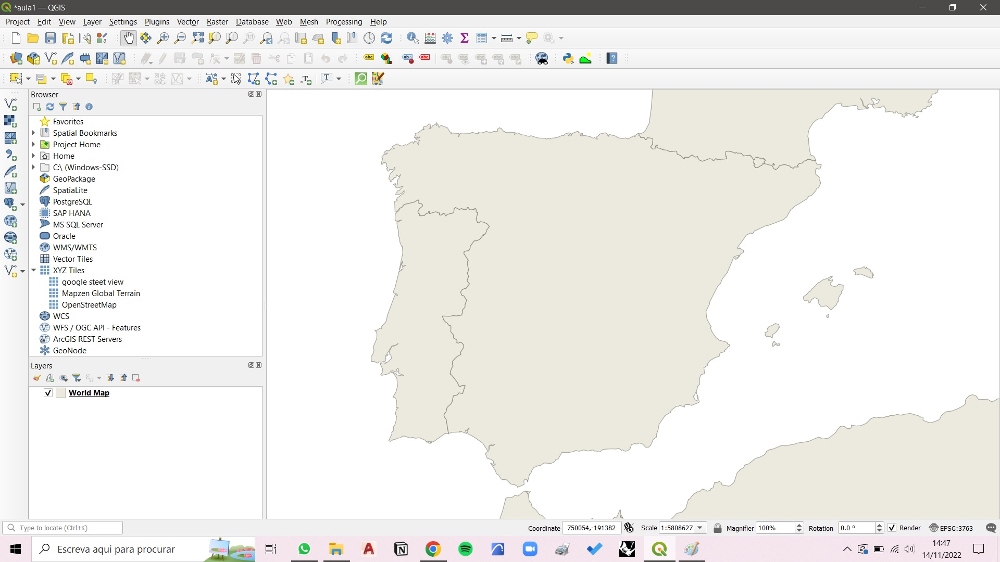 *aula1 — QGIS
Project Edit View Layer Settings Plugins Vector Raster Database Web Mesh Processing Help
Browser
Favorites
Spatial Bookmarks
Project Home
Home
C:\ (Windows-SSD)
GeoPackage
SpatiaLite
PostgreSQL
SAP HANA
MS SQL Server
Oracle
WMS/WMTS
Vector Tiles
XYZ Tiles
google steet view
Mapzen Global Terrain
OpenStreetMap
WCS
WFS / OGC API - Features
ArcGIS REST Servers
GeoNode
Layers
World Map
Type to locate (Ctrl+K) Coordinate 750054,-191382 Scale 1:5808627 Magnifier 100% Rotation 0.0 ° Render EPSG:3763
Escreva aqui para procurar
14:47
14/11/2022